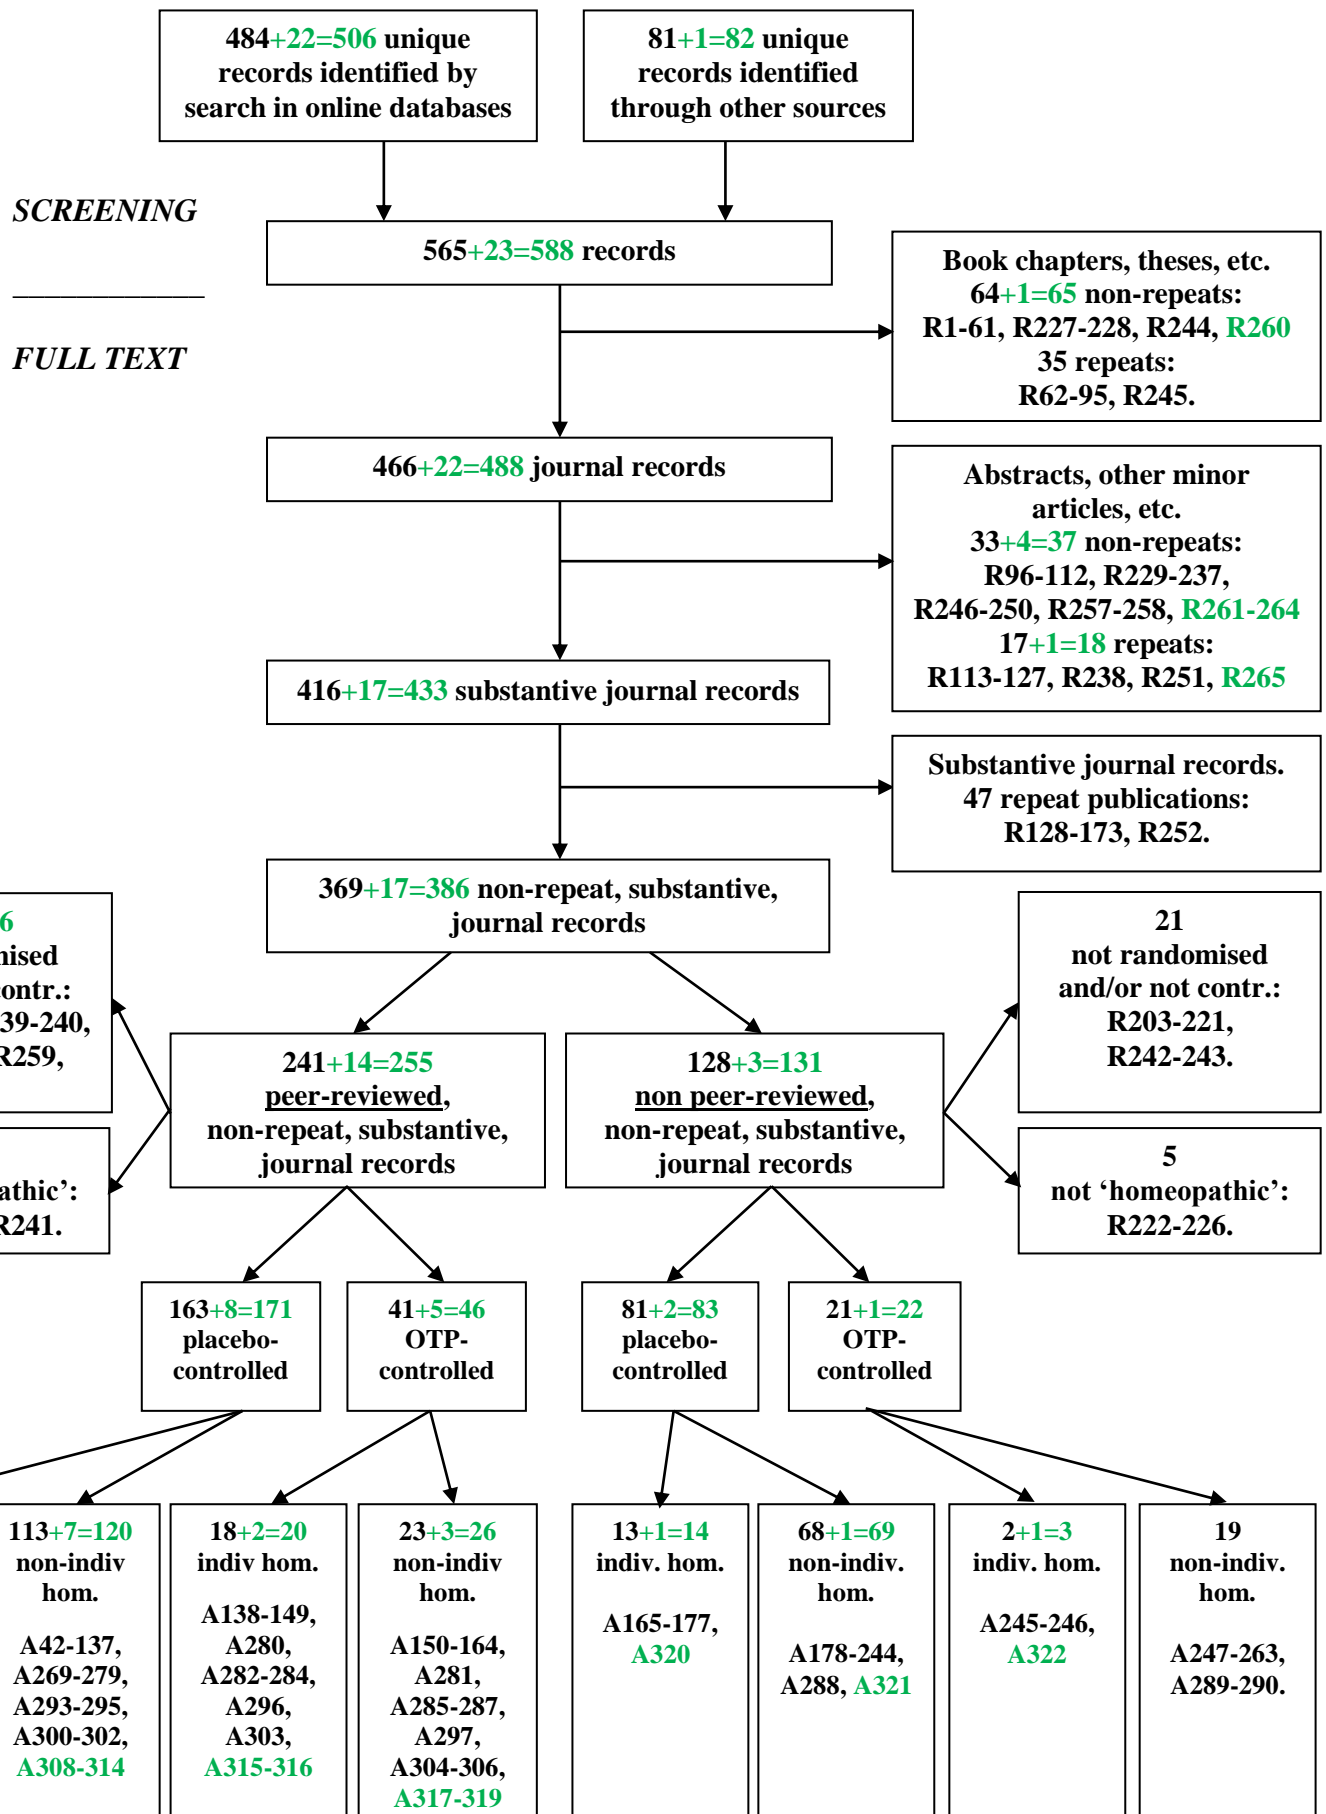 484+22=506 unique
records identified by
search in online databases
81+1=82 unique
records identified
through other sources
SCREENING
565+23=588 records
FULL TEXT
Book chapters, theses, etc.
64+1=65 non-repeats:
R1-61, R227-228, R244, R260
35 repeats:
R62-95, R245.
466+22=488 journal records
Abstracts, other minor
articles, etc.
33+4=37 non-repeats:
R96-112, R229-237,
R246-250, R257-258, R261-264
17+1=18 repeats:
R113-127, R238, R251, R265
416+17=433 substantive journal records
Substantive journal records.
47 repeat publications:
R128-173, R252.
369+17=386 non-repeat, substantive,
journal records
6
nised
contr.:
39-240,
R259,
athic’:
R241.
241+14=255
peer-reviewed,
non-repeat, substantive,
journal records
128+3=131
non peer-reviewed,
non-repeat, substantive,
journal records
21
not randomised
and/or not contr.:
R203-221,
R242-243.
5
not ‘homeopathic’:
R222-226.
163+8=171
placebo-
controlled
41+5=46
OTP-
controlled
81+2=83
placebo-
controlled
21+1=22
OTP-
controlled
113+7=120
non-indiv
hom.
A42-137,
A269-279,
A293-295,
A300-302,
A308-314
18+2=20
indiv hom.
A138-149,
A280,
A282-284,
A296,
A303,
A315-316
23+3=26
non-indiv
hom.
A150-164,
A281,
A285-287,
A297,
A304-306,
A317-319
13+1=14
indiv. hom.
A165-177,
A320
68+1=69
non-indiv.
hom.
A178-244,
A288, A321
2+1=3
indiv. hom.
A245-246,
A322
19
non-indiv.
hom.
A247-263,
A289-290.